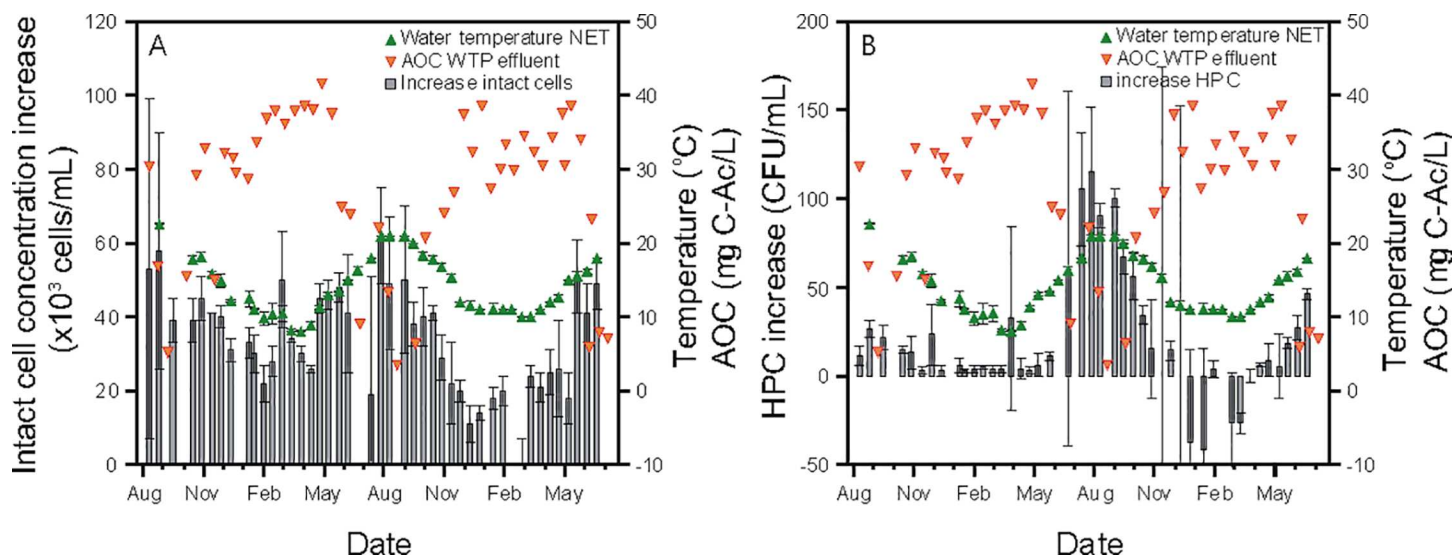 A
Water temperature NET
AOC WTP effluent
Increase intact cells
Intact cell concentration increase
(x10³ cells/mL)
120
100
80
60
40
20
0
50
40
30
20
10
0
-10
Temperature (°C)
AOC (mg C-Ac/L)
Aug Nov Feb May Aug Nov Feb May
Date
B
Water temperature NET
AOC WTP effluent
increase HPC
HPC increase (CFU/mL)
200
150
100
50
0
-50
50
40
30
20
10
0
-10
Temperature (°C)
AOC (mg C-Ac/L)
Aug Nov Feb May Aug Nov Feb May
Date